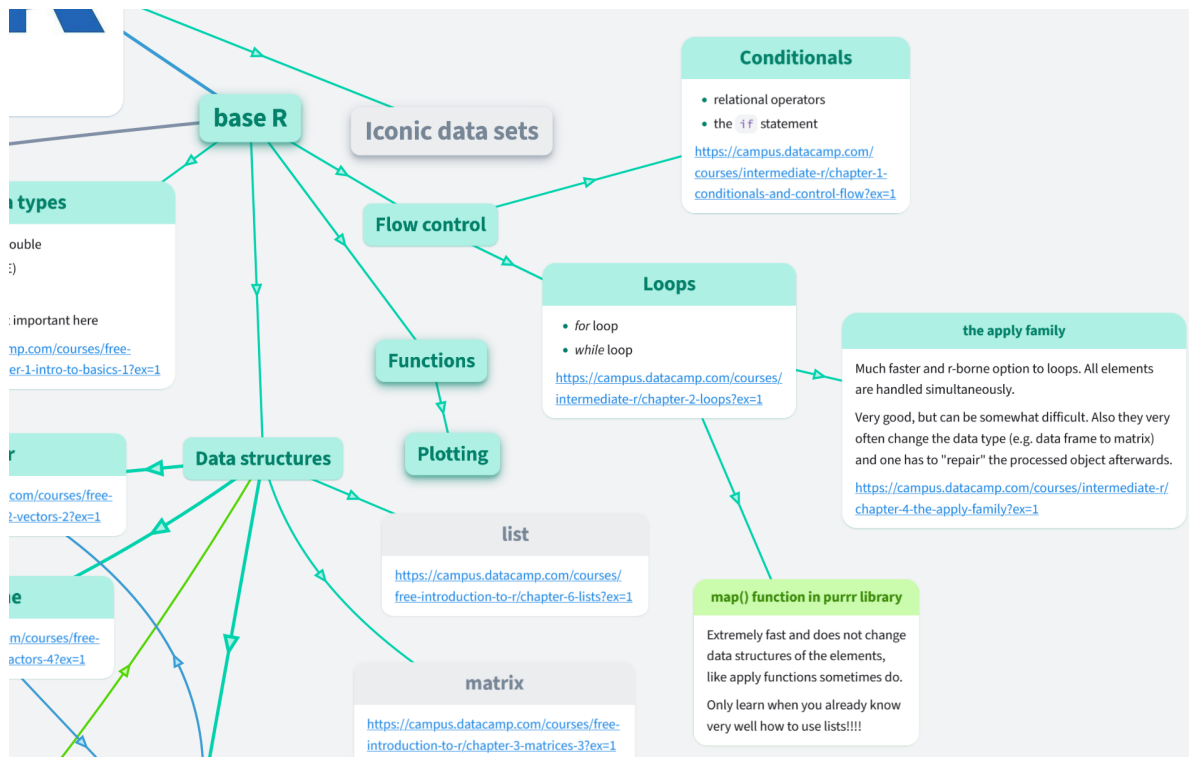 base R
Iconic data sets
Conditionals
relational operators
the if statement
https://campus.datacamp.com/
courses/intermediate-r/chapter-1-
conditionals-and-control-flow?ex=1
types
Flow control
Loops
for loop
while loop
https://campus.datacamp.com/courses/
intermediate-r/chapter-2-loops?ex=1
important here
mp.com/courses/free-
er-1-intro-to-basics-1?ex=1
the apply family
Much faster and r-borne option to loops. All elements
are handled simultaneously.
Very good, but can be somewhat difficult. Also they very
often change the data type (e.g. data frame to matrix)
and one has to "repair" the processed object afterwards.
https://campus.datacamp.com/courses/intermediate-r/
chapter-4-the-apply-family?ex=1
Functions
Plotting
Data structures
com/courses/free-
2-vectors-2?ex=1
list
https://campus.datacamp.com/courses/
free-introduction-to-r/chapter-6-lists?ex=1
m/courses/free-
actors-4?ex=1
map() function in purrr library
Extremely fast and does not change
data structures of the elements,
like apply functions sometimes do.
Only learn when you already know
very well how to use lists!!!!
matrix
https://campus.datacamp.com/courses/free-
introduction-to-r/chapter-3-matrices-3?ex=1